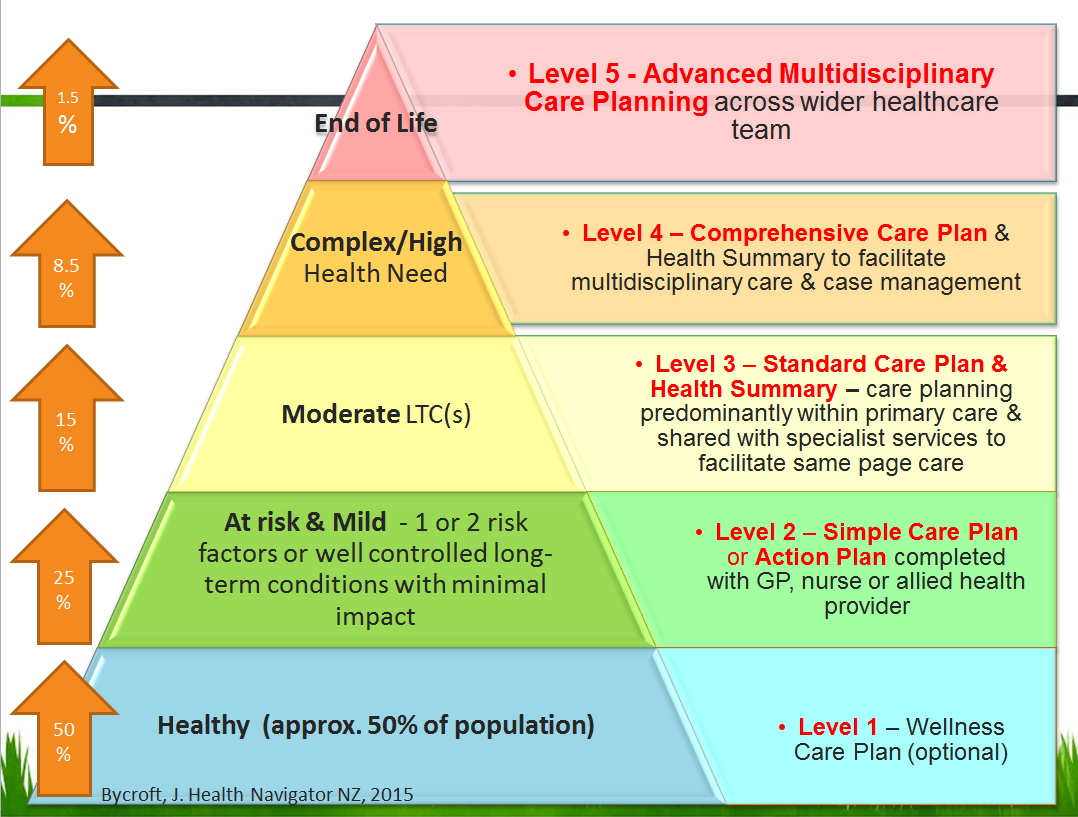 1.5
%
End of Life
• Level 5 - Advanced Multidisciplinary
Care Planning across wider healthcare
team
8.5
%
Complex/High
Health Need
• Level 4 – Comprehensive Care Plan &
Health Summary to facilitate
multidisciplinary care & case management
15
%
Moderate LTC(s)
• Level 3 – Standard Care Plan &
Health Summary – care planning
predominantly within primary care &
shared with specialist services to
facilitate same page care
25
%
At risk & Mild - 1 or 2 risk
factors or well controlled long-
term conditions with minimal
impact
• Level 2 – Simple Care Plan
or Action Plan completed
with GP, nurse or allied health
provider
50
%
Healthy (approx. 50% of population)
• Level 1 – Wellness
Care Plan (optional)
Bycroft, J. Health Navigator NZ, 2015